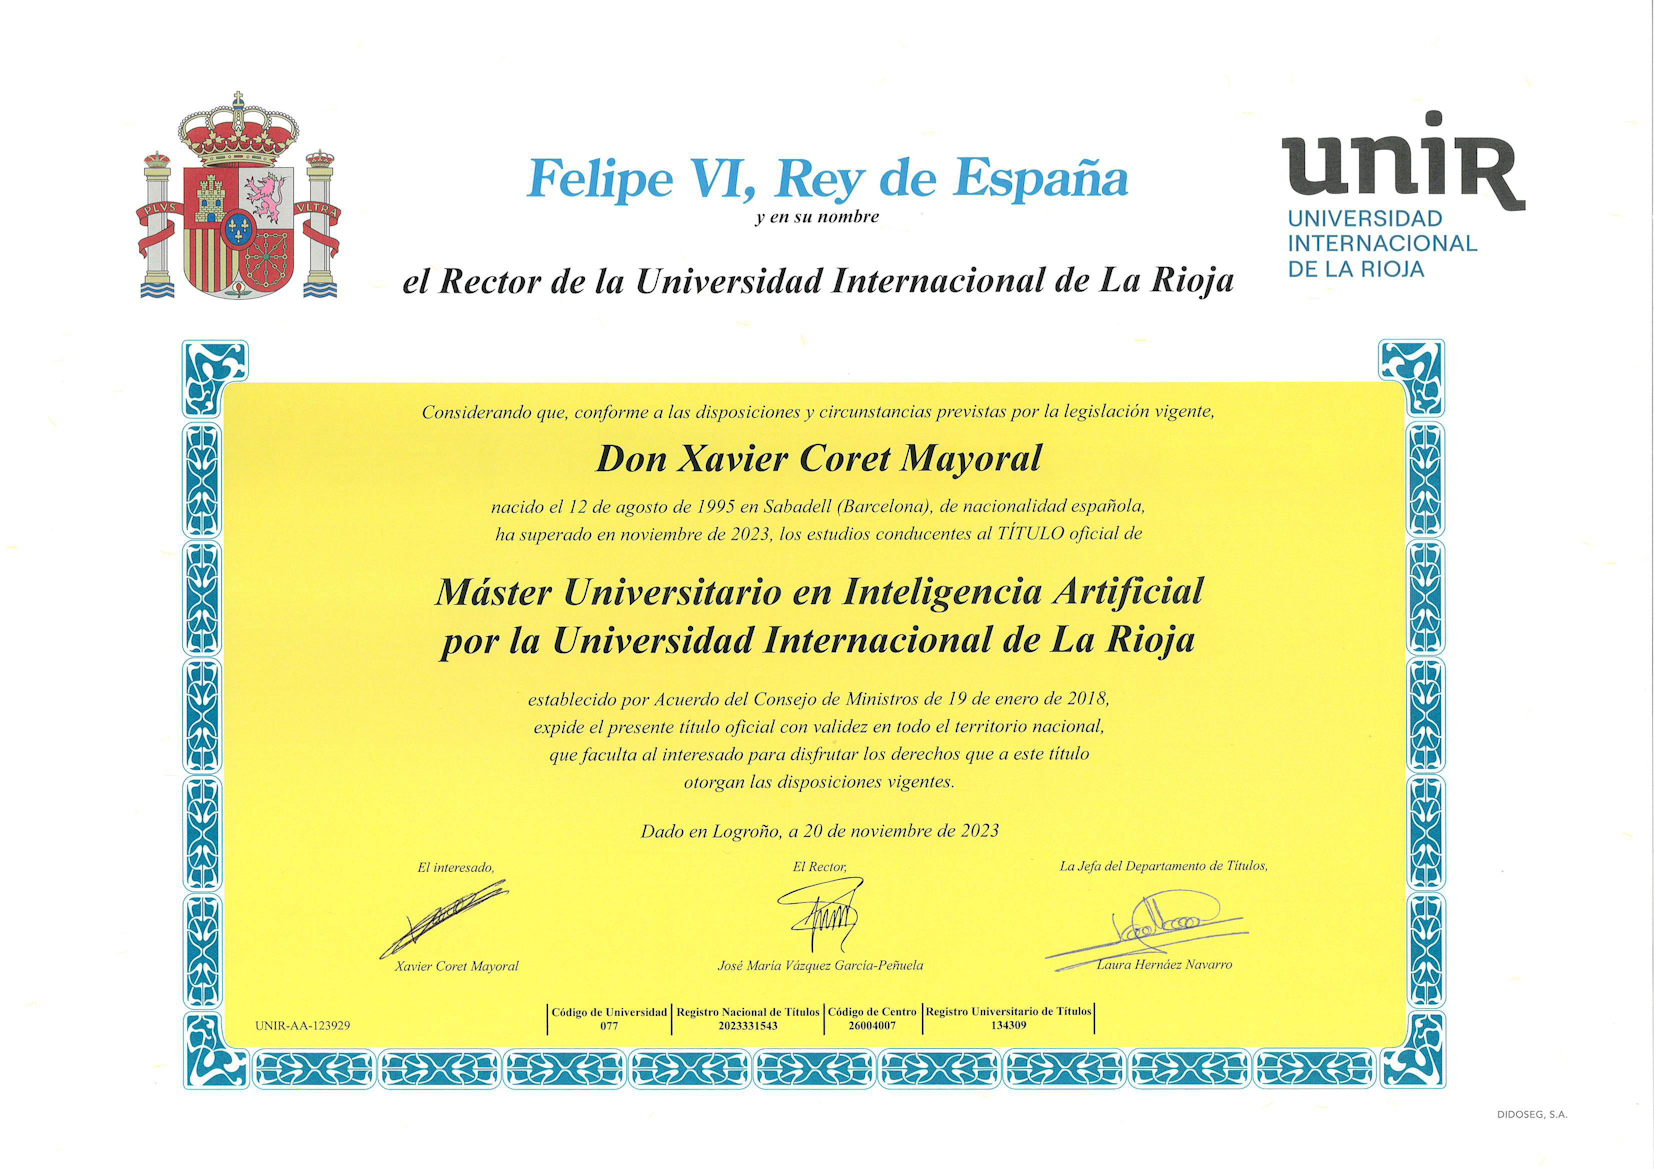 PLVS VLTRA
Felipe VI, Rey de España
y en su nombre
el Rector de la Universidad Internacional de La Rioja
uniR
UNIVERSIDAD
INTERNACIONAL
DE LA RIOJA
Considerando que, conforme a las disposiciones y circunstancias previstas por la legislación vigente,
Don Xavier Coret Mayoral
nacido el 12 de agosto de 1995 en Sabadell (Barcelona), de nacionalidad española,
ha superado en noviembre de 2023, los estudios conducentes al TÍTULO oficial de
Máster Universitario en Inteligencia Artificial
por la Universidad Internacional de La Rioja
establecido por Acuerdo del Consejo de Ministros de 19 de enero de 2018,
expide el presente título oficial con validez en todo el territorio nacional,
que faculta al interesado para disfrutar los derechos que a este título
otorgan las disposiciones vigentes.
Dado en Logroño, a 20 de noviembre de 2023
El interesado,
El Rector,
La Jefa del Departamento de Títulos,
Xavier Coret Mayoral
José María Vázquez García-Peñuela
Laura Hernáez Navarro
UNIR-AA-123929
Código de Universidad
077
Registro Nacional de Títulos
2023331543
Código de Centro
26004007
Registro Universitario de Títulos
134309
DIDOSEG, S.A.